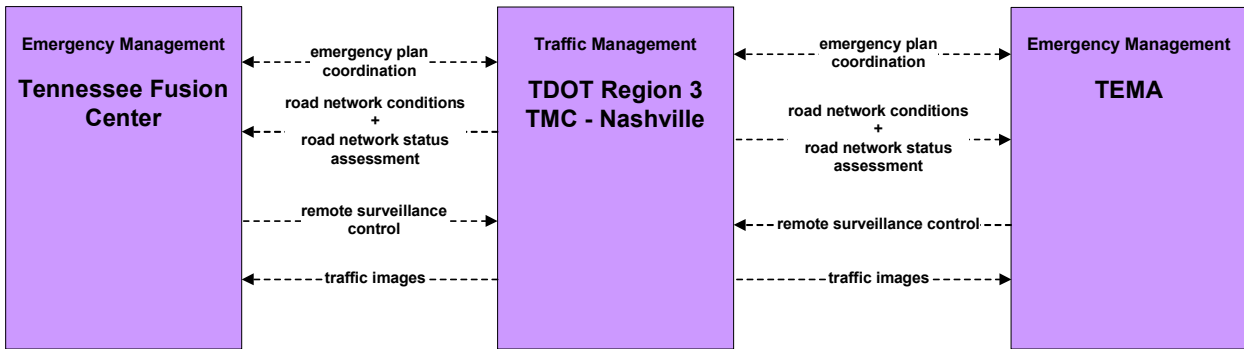 Emergency Management
Tennessee Fusion
Center
emergency plan
coordination
road network conditions
+
road network status
assessment
remote surveillance
control
traffic images
Traffic Management
TDOT Region 3
TMC - Nashville
emergency plan
coordination
road network conditions
+
road network status
assessment
remote surveillance control
traffic images
Emergency Management
TEMA